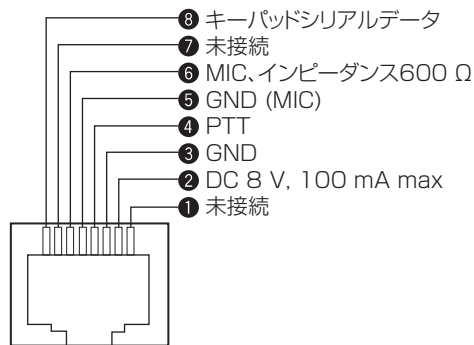 ❽ キーパッドシリアルデータ
❼ 未接続
❻ MIC、インピーダンス600 Ω
❺ GND (MIC)
❹ PTT
❸ GND
❷ DC 8 V, 100 mA max
❶ 未接続